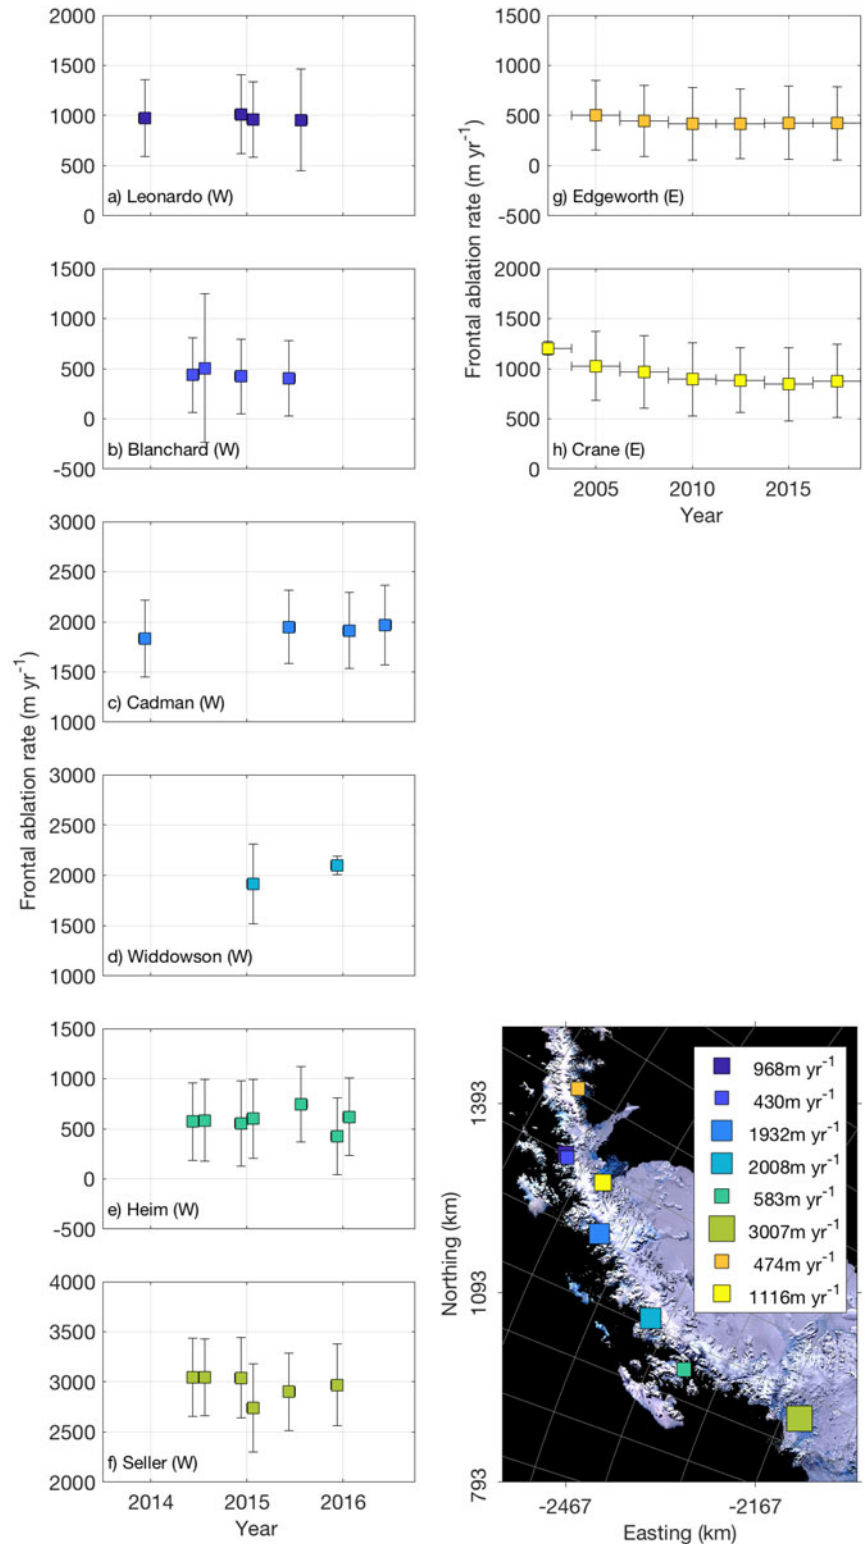 2000
1500
1000
500
0
a) Leonardo (W)
1500
1000
500
0
-500
b) Blanchard (W)
3000
2500
2000
1500
1000
c) Cadman (W)
Frontal ablation rate (m yr-1)
3000
2500
2000
1500
1000
d) Widdowson (W)
1500
1000
500
0
-500
e) Heim (W)
4000
3500
3000
2500
2000
f) Seller (W)
2014 2015 2016
Year
1500
1000
500
0
-500
g) Edgeworth (E)
Frontal ablation rate (m yr-1)
2000
1500
1000
500
0
h) Crane (E)
2005 2010 2015
Year
968m yr-1
430m yr-1
1932m yr-1
2008m yr-1
583m yr-1
3007m yr-1
474m yr-1
1116m yr-1
1393
1093
793
Northing (km)
-2467 -2167
Easting (km)